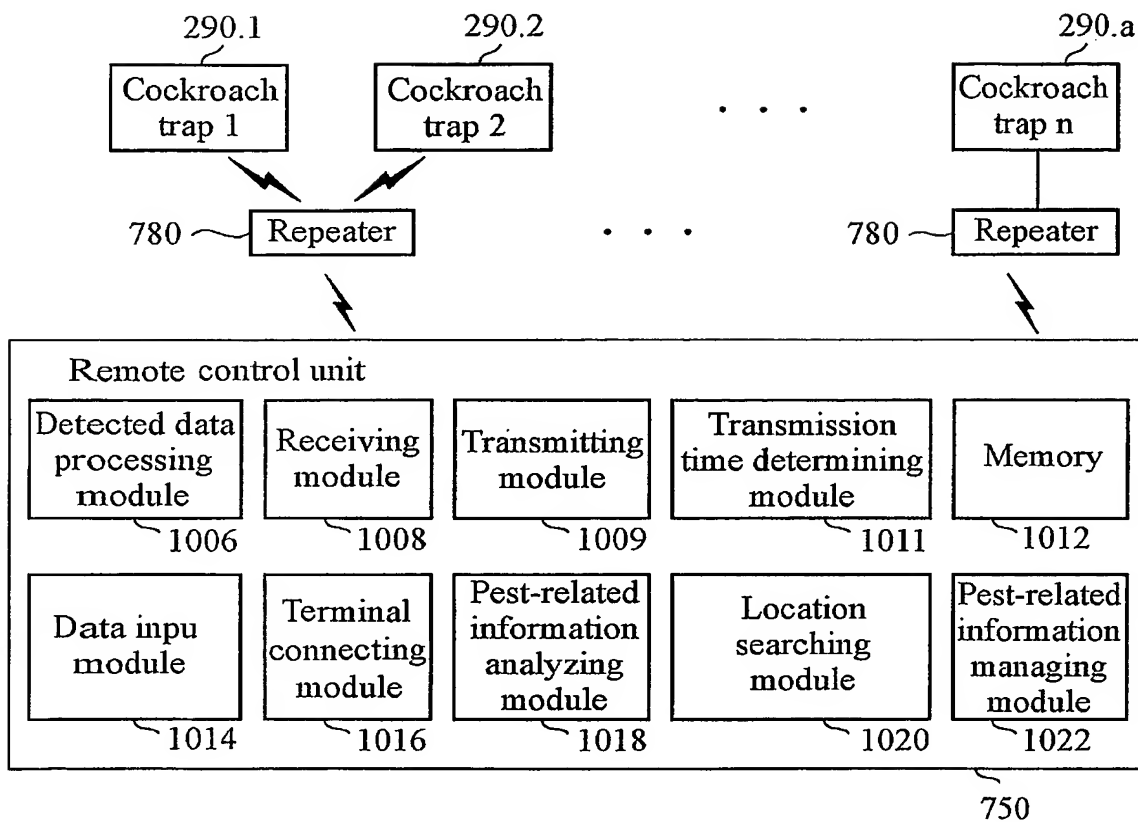 290.1
290.2
290.a
Cockroach
trap 1
Cockroach
trap 2
Cockroach
trap n
780
Repeater
780
Repeater
Remote control unit
Detected data
processing
module
Receiving
module
Transmitting
module
Transmission
time determining
module
Memory
1006
1008
1009
1011
1012
Data inpu
module
Terminal
connecting
module
Pest-related
information
analyzing
module
Location
searching
module
Pest-related
information
managing
module
1014
1016
1018
1020
1022
750